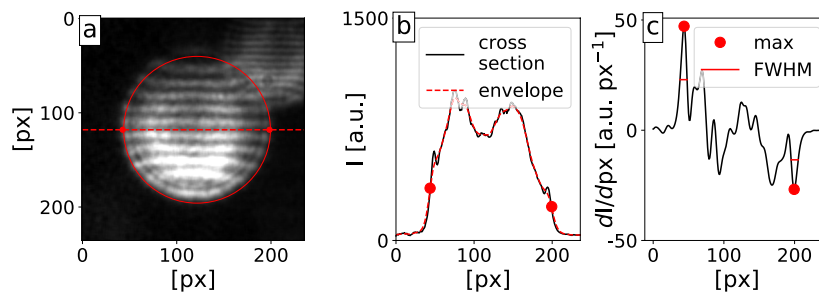 0
100
200
[px]
a
0
100
200
[px]
1500
0
I [a.u.]
b
cross
section
envelope
0
100
200
[px]
50
0
-50
dI/dpx [a.u. px⁻¹]
c
max
FWHM
0
100
200
[px]